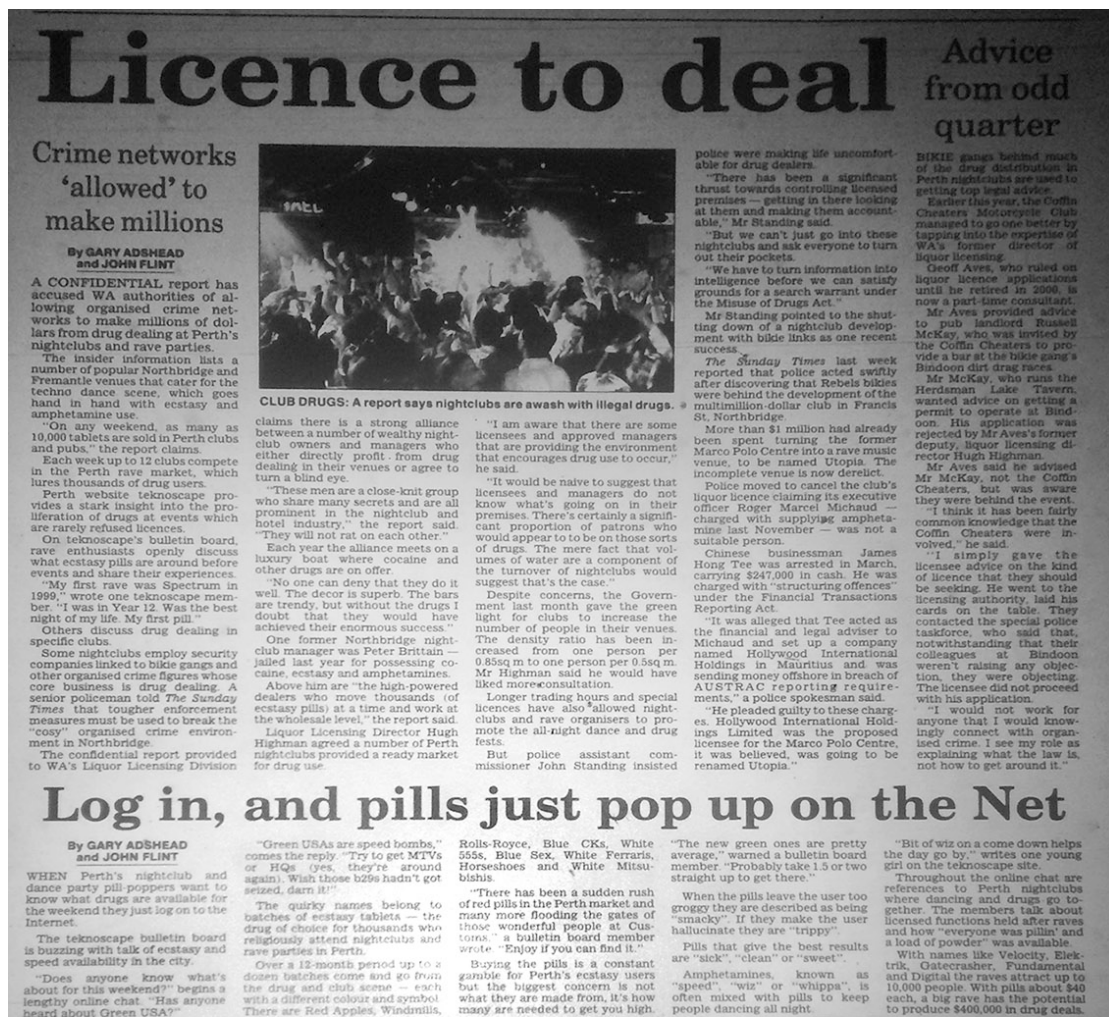 Licence to deal
Crime networks
‘allowed’ to
make millions
By GARY ADSHEAD
and JOHN FLINT
A CONFIDENTIAL report has
accused WA authorities of al-
lowing organised crime net-
works to make millions of dol-
lars from drug dealing at Perth's
nightclubs and rave parties.
The insider information lists a
number of popular Northbridge and
Fremantle venues that cater for the
techno dance scene, which goes
hand in hand with ecstasy and
amphetamine use.
"On any weekend, as many as
10,000 tablets are sold in Perth clubs
and pubs," the report claims.
Each week up to 12 clubs compete
in the Perth rave market, which
lures thousands of drug users.
Perth website teknoscape pro-
vides a stark insight into the pro-
liferation of drugs at events which
are rarely refused licences.
On teknoscape's bulletin board,
rave enthusiasts openly discuss
what ecstasy pills are around before
events and share their experiences.
"My first rave was Spectrum in
1999," wrote one teknoscape mem-
ber. "I was in Year 12. Was the best
night of my life. My first pill."
Others discuss drug dealing in
specific clubs.
Some nightclubs employ security
companies linked to bikie gangs and
other organised crime figures whose
core business is drug dealing. A
senior policeman told The Sunday
Times that tougher enforcement
measures must be used to break the
"cosy" organised crime environ-
ment in Northbridge.
The confidential report provided
to WA's Liquor Licensing Division
CLUB DRUGS: A report says nightclubs are awash with illegal drugs.
claims there is a strong alliance
between a number of wealthy night-
club owners and managers who
either directly profit from drug
dealing in their venues or agree to
turn a blind eye.
"These men are a close-knit group
who share many secrets and are all
prominent in the nightclub and
hotel industry," the report said.
"They will not rat on each other."
Each year the alliance meets on a
luxury boat where cocaine and
other drugs are on offer.
"No one can deny that they do it
well. The decor is superb. The bars
are trendy, but without the drugs I
doubt that they would have
achieved their enormous success."
One former Northbridge night-
club manager was Peter Brittain —
jailed last year for possessing co-
caine, ecstasy and amphetamines.
Above him are "the high-powered
dealers who move thousands (of
ecstasy pills) at a time and work at
the wholesale level," the report said.
Liquor Licensing Director Hugh
Highman agreed a number of Perth
nightclubs provided a ready market
for drug use.
"I am aware that there are some
licensees and approved managers
that are providing the environment
that encourages drug use to occur,"
he said.
"It would be naive to suggest that
licensees and managers do not
know what's going on in their
premises. There's certainly a signifi-
cant proportion of patrons who
would appear to to be on those sorts
of drugs. The mere fact that vol-
umes of water are a component of
the turnover of nightclubs would
suggest that's the case."
Despite concerns, the Govern-
ment last month gave the green
light for clubs to increase the
number of people in their venues.
The density ratio has been in-
creased from one person per
0.85sq m to one person per 0.5sq m.
Mr Highman said he would have
liked more consultation.
Longer trading hours and special
licences have also allowed night-
clubs and rave organisers to pro-
mote the all-night dance and drug
fests.
But police assistant com-
missioner John Standing insisted
police were making life uncomfort-
able for drug dealers.
"There has been a significant
thrust towards controlling licensed
premises — getting in there looking
at them and making them account-
able," Mr Standing said.
"But we can't just go into these
nightclubs and ask everyone to turn
out their pockets.
"We have to turn information into
intelligence before we can satisfy
grounds for a search warrant under
the Misuse of Drugs Act."
Mr Standing pointed to the shut-
ting down of a nightclub develop-
ment with bikie links as one recent
success.
The Sunday Times last week
reported that police acted swiftly
after discovering that Rebels bikies
were behind the development of the
multimillion-dollar club in Francis
St, Northbridge.
More than $1 million had already
been spent turning the former
Marco Polo Centre into a rave music
venue, to be named Utopia. The
incomplete venue is now derelict.
Police moved to cancel the club's
liquor licence claiming its executive
officer Roger Marcel Michaud —
charged with supplying ampheta-
mine last November — was not a
suitable person.
Chinese businessman James
Hong Tee was arrested in March,
carrying $247,000 in cash. He was
charged with "structuring offences"
under the Financial Transactions
Reporting Act.
"It was alleged that Tee acted as
the financial and legal adviser to
Michaud and set up a company
named Hollywood International
Holdings in Mauritius and was
sending money offshore in breach of
AUSTRAC reporting require-
ments," a police spokesman said.
"He pleaded guilty to these charg-
es. Hollywood International Hold-
ings Limited was the proposed
licensee for the Marco Polo Centre,
it was believed, was going to be
renamed Utopia."
Advice
from odd
quarter
BIKIE gangs behind much
of the drug distribution in
Perth nightclubs are used to
getting top legal advice.
Earlier this year, the Coffin
Cheaters Motorcycle Club
managed to go one better by
tapping into the expertise of
WA's former director of
liquor licensing.
Geoff Aves, who ruled on
liquor licence applications
until he retired in 2000, is
now a part-time consultant.
Mr Aves provided advice
to pub landlord Russell
McKay, who was invited by
the Coffin Cheaters to pro-
vide a bar at the bikie gang's
Bindoon dirt drag races.
Mr McKay, who runs the
Herdsman Lake Tavern,
wanted advice on getting a
permit to operate at Bind-
oon. His application was
rejected by Mr Aves's former
deputy, liquor licensing di-
rector Hugh Highman.
Mr Aves said he advised
Mr McKay, not the Coffin
Cheaters, but was aware
they were behind the event.
"I think it has been fairly
common knowledge that the
Coffin Cheaters were in-
volved," he said.
"I simply gave the
licensee advice on the kind
of licence that they should
be seeking. He went to the
licensing authority, laid his
cards on the table. They
contacted the special police
taskforce, who said that,
notwithstanding that their
colleagues at Bindoon
weren't raising any objec-
tion, they were objecting.
The licensee did not proceed
with his application.
"I would not work for
anyone that I would know-
ingly connect with organ-
ised crime. I see my role as
explaining what the law is,
not how to get around it."
Log in, and pills just pop up on the Net
By GARY ADSHEAD
and JOHN FLINT
WHEN Perth's nightclub and
dance party pill-poppers want to
know what drugs are available for
the weekend they just log on to the
Internet.
The teknoscape bulletin board
is buzzing with talk of ecstasy and
speed availability in the city.
"Does anyone know what's
about for this weekend?" begins a
lengthy online chat. "Has anyone
heard about Green USA?"
"Green USAs are speed bombs,"
comes the reply. "Try to get MTVs
or HQs (yes, they're around
again). Wish those b29s hadn't got
seized, darn it!"
The quirky names belong to
batches of ecstasy tablets — the
drug of choice for thousands who
religiously attend nightclubs and
rave parties in Perth.
Over a 12-month period up to a
dozen batches come and go from
the drug and club scene — each
with a different colour and symbol.
There are Red Apples, Windmills,
Rolls-Royce, Blue CKs, White
555s, Blue Sex, White Ferraris,
Horseshoes and White Mitsu-
bishis.
"There has been a sudden rush
of red pills in the Perth market and
many more flooding the gates of
those wonderful people at Cus-
toms," a bulletin board member
wrote. "Enjoy if you can find it."
Buying the pills is a constant
gamble for Perth's ecstasy users
but the biggest concern is not
what they are made from, it's how
many are needed to get you high.
"The new green ones are pretty
average," warned a bulletin board
member. "Probably take 1.5 or two
straight up to get there."
When the pills leave the user too
groggy they are described as being
"smacky". If they make the user
hallucinate they are "trippy".
Pills that give the best results
are "sick", "clean" or "sweet".
Amphetamines, known as
"speed", "wiz" or "whippa", is
often mixed with pills to keep
people dancing all night.
"Bit of wiz on a come down helps
the day go by," writes one young
girl on the teknoscape site.
Throughout the online chat are
references to Perth nightclubs
where dancing and drugs go to-
gether. The members talk about
licensed functions held after raves
and how "everyone was pillin' and
a load of powder" was available.
With names like Velocity, Elek-
trik, Gatecrasher, Fundamental
and Digital the raves attract up to
10,000 people. With pills about $40
each, a big rave has the potential
to produce $400,000 in drug deals.